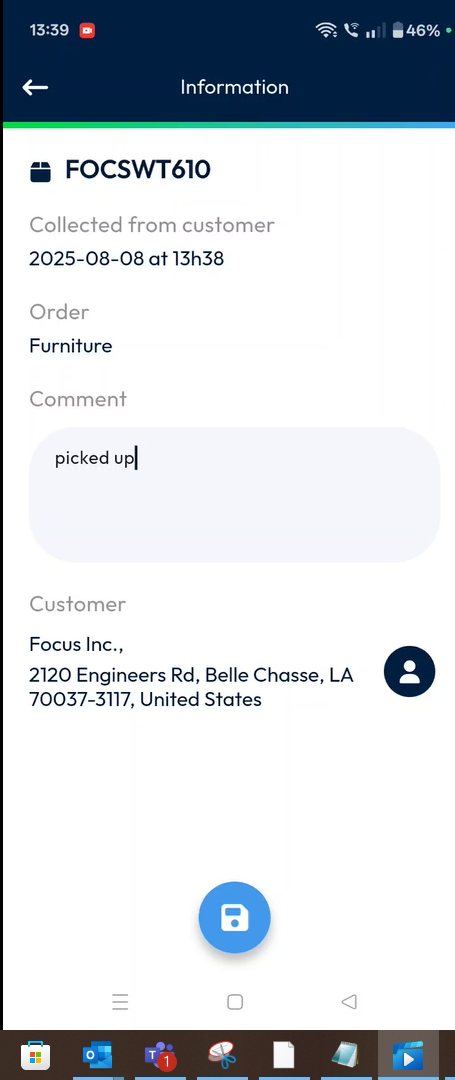 13:39
46%
Information
FOCSWT610
Collected from customer
2025-08-08 at 13h38
Order
Furniture
Comment
picked up
Customer
Focus Inc.,
2120 Engineers Rd, Belle Chasse, LA
70037-3117, United States
1